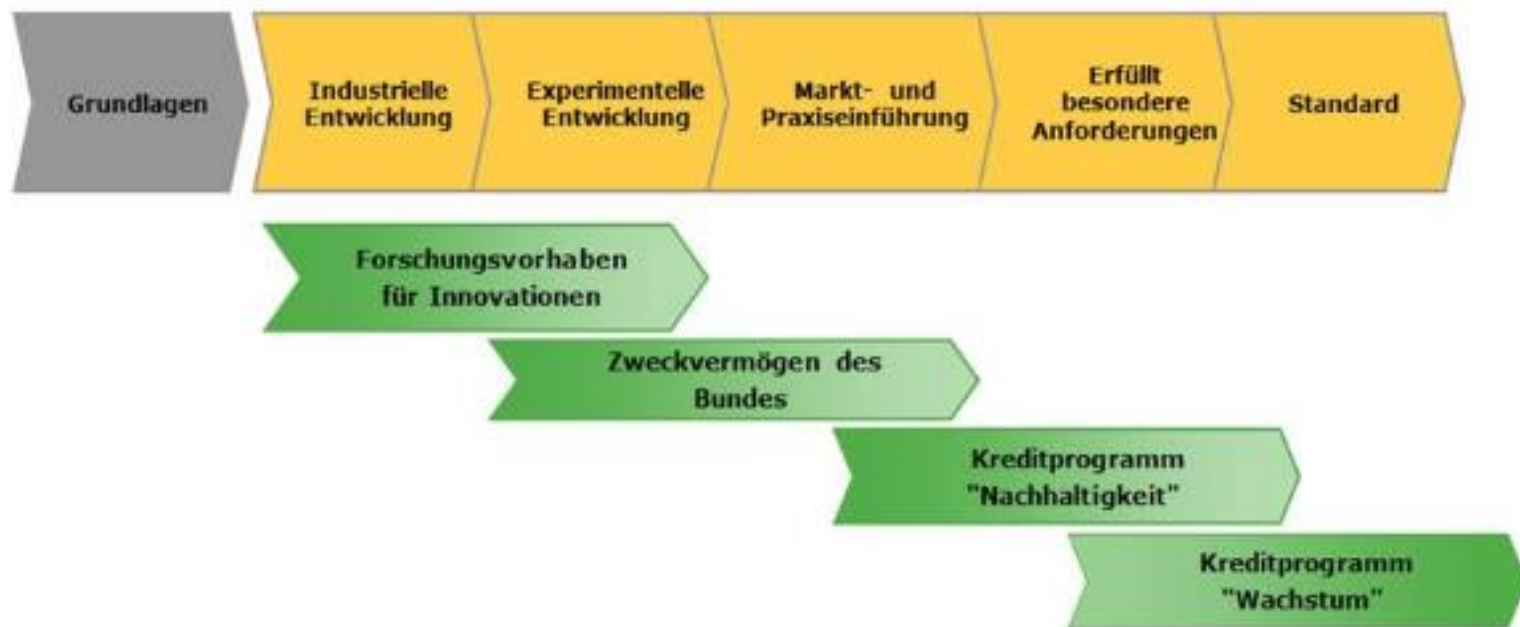 Grundlagen
Industrielle
Entwicklung
Experimentelle
Entwicklung
Markt- und
Praxiseinführung
Erfüllt
besondere
Anforderungen
Standard
Forschungsvorhaben
für Innovationen
Zweckvermögen des
Bundes
Kreditprogramm
"Nachhaltigkeit"
Kreditprogramm
"Wachstum"